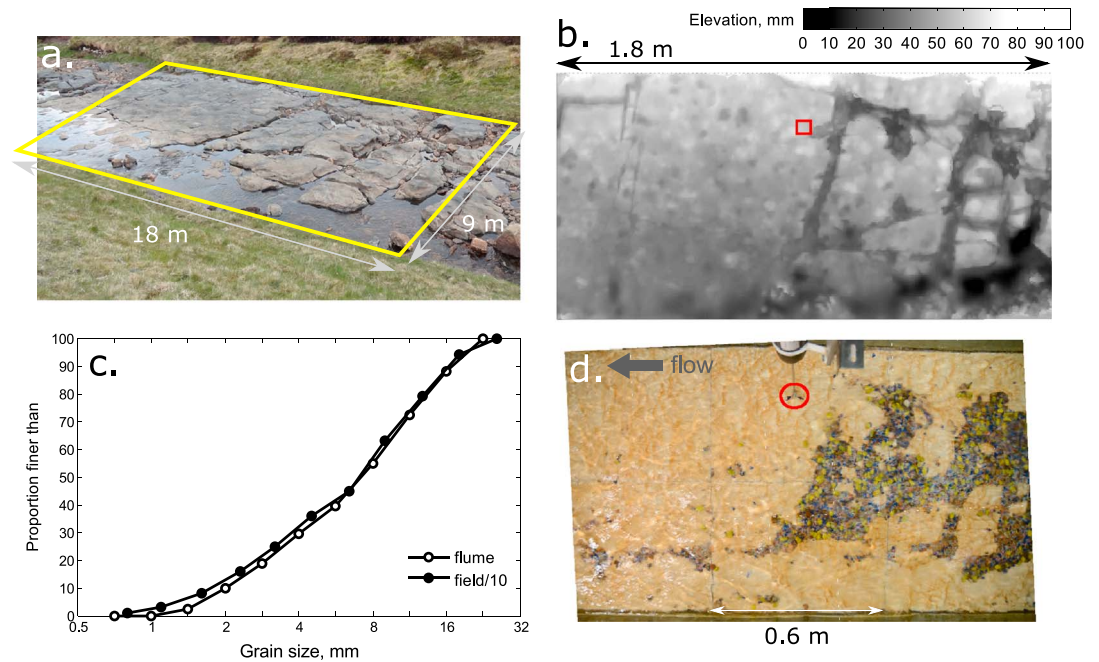 a.
18 m
9 m
b.
Elevation, mm
0 10 20 30 40 50 60 70 80 90 100
1.8 m
c.
Proportion finer than
100
90
80
70
60
50
40
30
20
10
0
0.5 1 2 4 8 16 32
Grain size, mm
flume
field/10
d.
flow
0.6 m